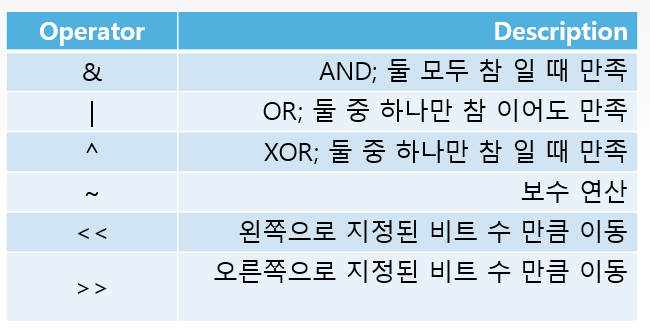 Operator Description
& AND; 둘 모두 참 일 때 만족
| OR; 둘 중 하나만 참 이어도 만족
^ XOR; 둘 중 하나만 참 일 때 만족
~ 보수 연산
<< 왼쪽으로 지정된 비트 수 만큼 이동
>> 오른쪽으로 지정된 비트 수 만큼 이동